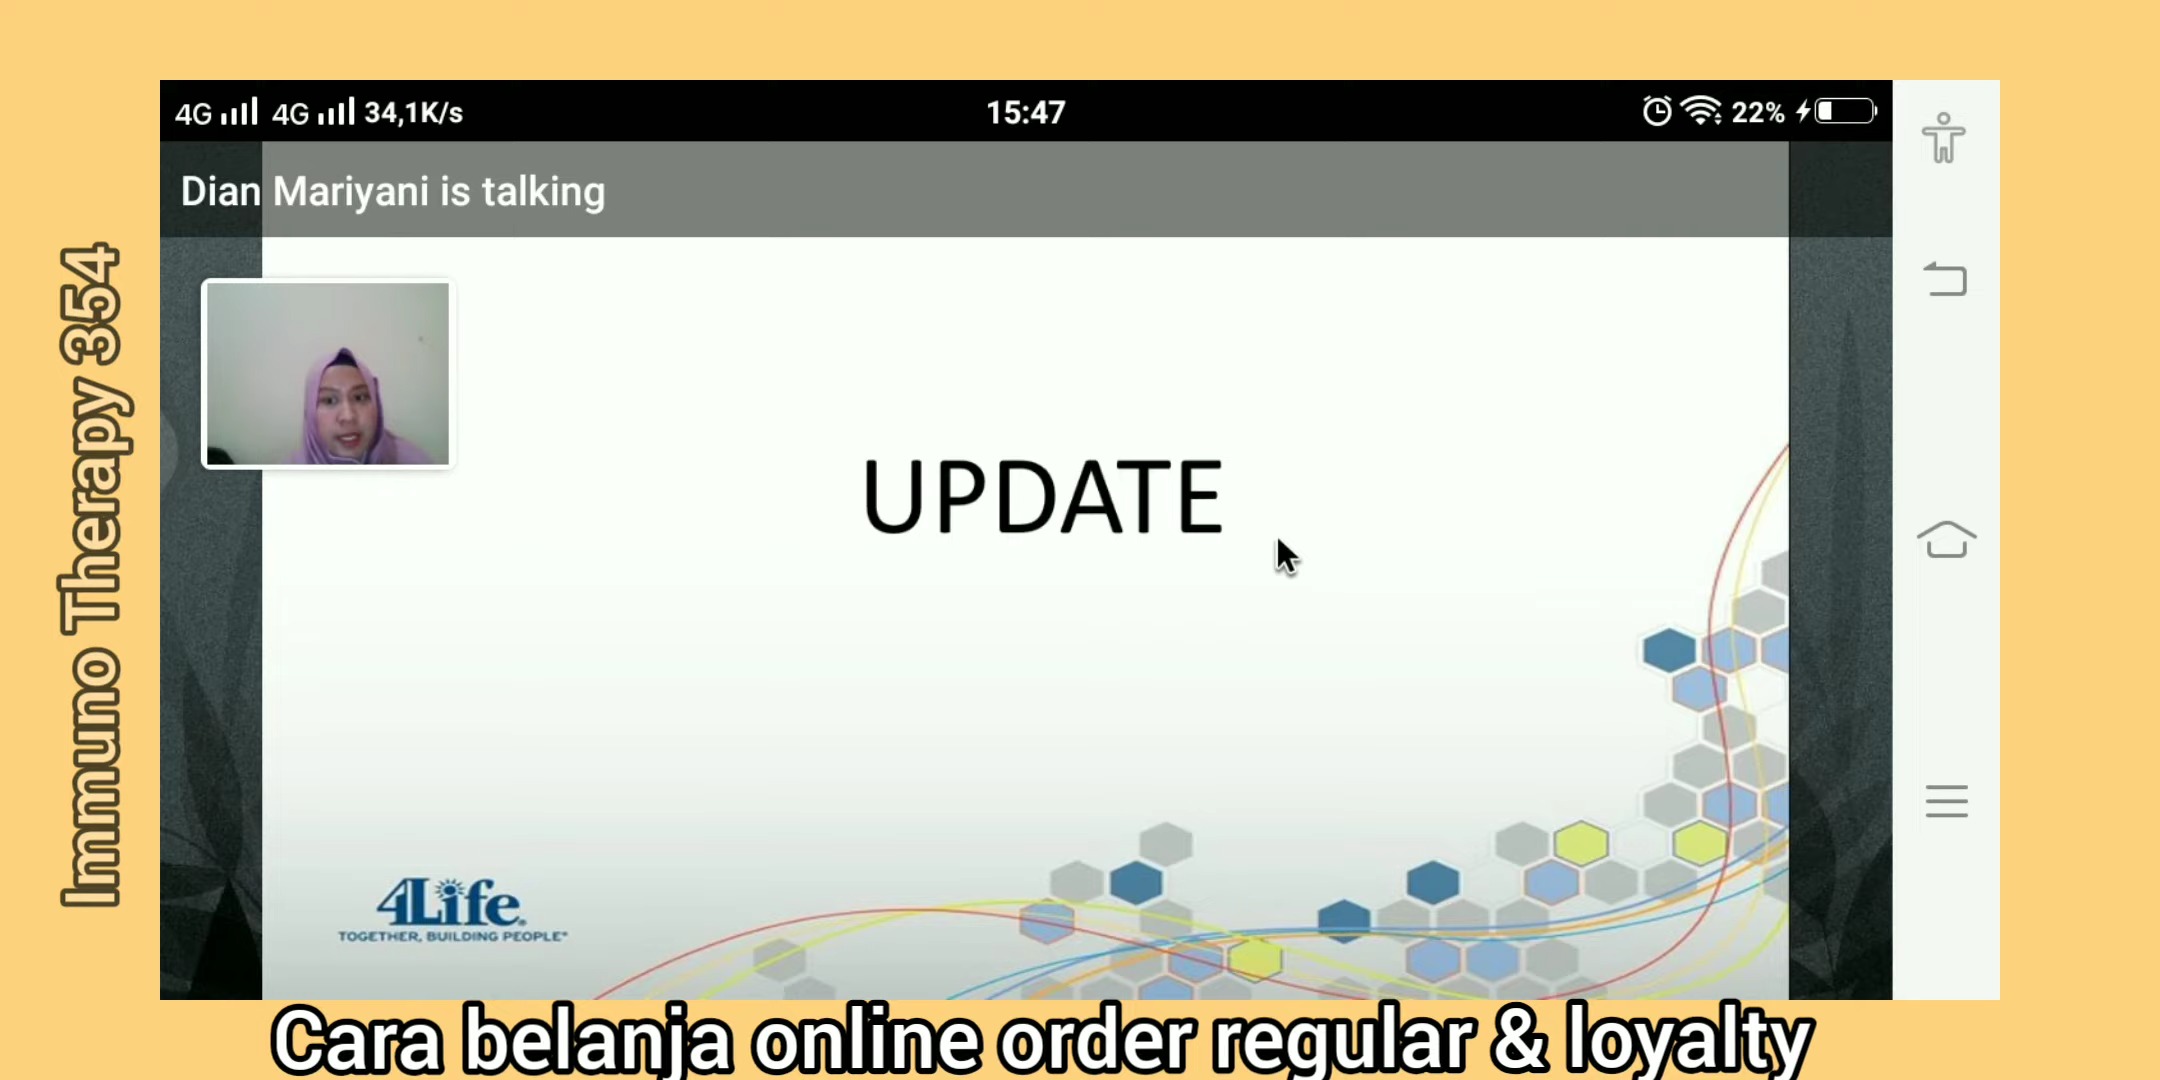 4G 4G 34,1K/s 15:47 22%
Dian Mariyani is talking
Immuno Therapy 354
UPDATE
4Life
TOGETHER, BUILDING PEOPLE
Cara belanja online order regular & loyalty